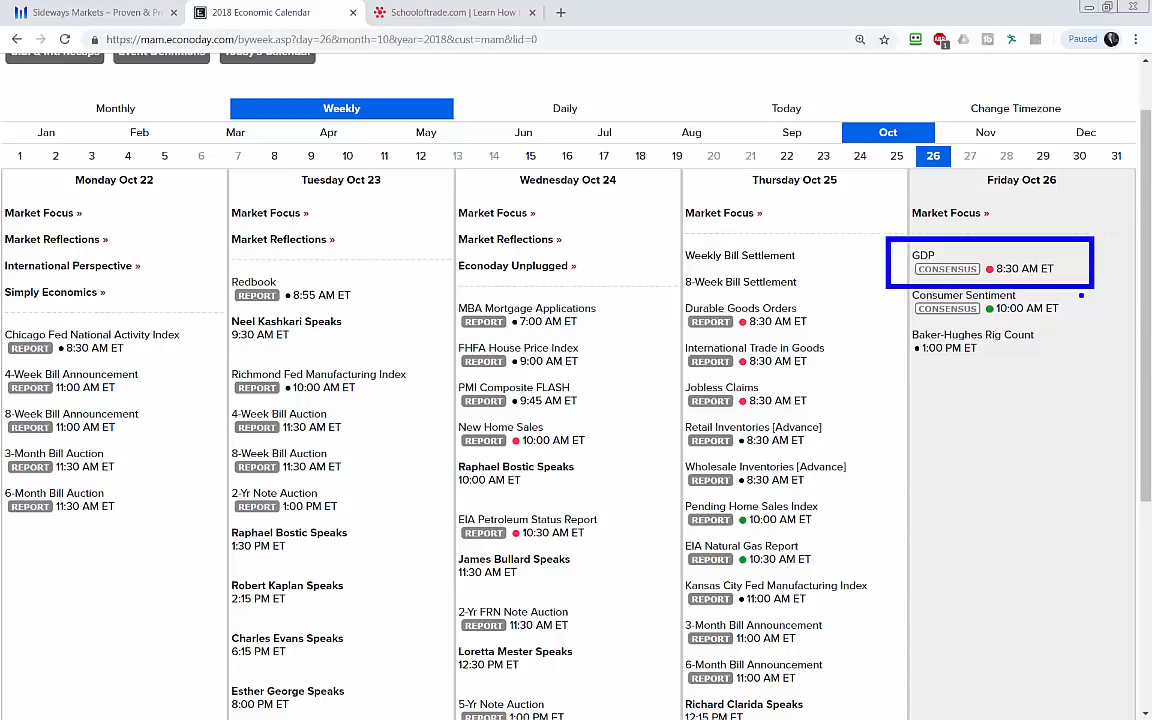 Sideways Markets – Proven & Pr
2018 Economic Calendar
Schooloftrade.com | Learn How
https://mam.econoday.com/byweek.asp?day=26&month=10&year=2018&cust=mam&lid=0
Paused
Monthly Weekly Daily Today Change Timezone
Jan Feb Mar Apr May Jun Jul Aug Sep Oct Nov Dec
1 2 3 4 5 6 7 8 9 10 11 12 13 14 15 16 17 18 19 20 21 22 23 24 25 26 27 28 29 30 31
Monday Oct 22
Market Focus »
Market Reflections »
International Perspective »
Simply Economics »
Chicago Fed National Activity Index
REPORT 8:30 AM ET
4-Week Bill Announcement
REPORT 11:00 AM ET
8-Week Bill Announcement
REPORT 11:00 AM ET
3-Month Bill Auction
REPORT 11:30 AM ET
6-Month Bill Auction
REPORT 11:30 AM ET
Tuesday Oct 23
Market Focus »
Market Reflections »
Redbook
REPORT 8:55 AM ET
Neel Kashkari Speaks
9:30 AM ET
Richmond Fed Manufacturing Index
REPORT 10:00 AM ET
4-Week Bill Auction
REPORT 11:30 AM ET
8-Week Bill Auction
REPORT 11:30 AM ET
2-Yr Note Auction
REPORT 1:00 PM ET
Raphael Bostic Speaks
1:30 PM ET
Robert Kaplan Speaks
2:15 PM ET
Charles Evans Speaks
6:15 PM ET
Esther George Speaks
8:00 PM ET
Wednesday Oct 24
Market Focus »
Market Reflections »
Econoday Unplugged »
MBA Mortgage Applications
REPORT 7:00 AM ET
FHFA House Price Index
REPORT 9:00 AM ET
PMI Composite FLASH
REPORT 9:45 AM ET
New Home Sales
REPORT 10:00 AM ET
Raphael Bostic Speaks
10:00 AM ET
EIA Petroleum Status Report
REPORT 10:30 AM ET
James Bullard Speaks
11:30 AM ET
2-Yr FRN Note Auction
REPORT 11:30 AM ET
Loretta Mester Speaks
12:30 PM ET
5-Yr Note Auction
REPORT 1:00 PM ET
Thursday Oct 25
Market Focus »
Weekly Bill Settlement
8-Week Bill Settlement
Durable Goods Orders
REPORT 8:30 AM ET
International Trade in Goods
REPORT 8:30 AM ET
Jobless Claims
REPORT 8:30 AM ET
Retail Inventories [Advance]
REPORT 8:30 AM ET
Wholesale Inventories [Advance]
REPORT 8:30 AM ET
Pending Home Sales Index
REPORT 10:00 AM ET
EIA Natural Gas Report
REPORT 10:30 AM ET
Kansas City Fed Manufacturing Index
REPORT 11:00 AM ET
3-Month Bill Announcement
REPORT 11:00 AM ET
6-Month Bill Announcement
REPORT 11:00 AM ET
Richard Clarida Speaks
12:15 PM ET
Friday Oct 26
Market Focus »
GDP
CONSENSUS 8:30 AM ET
Consumer Sentiment
CONSENSUS 10:00 AM ET
Baker-Hughes Rig Count
1:00 PM ET